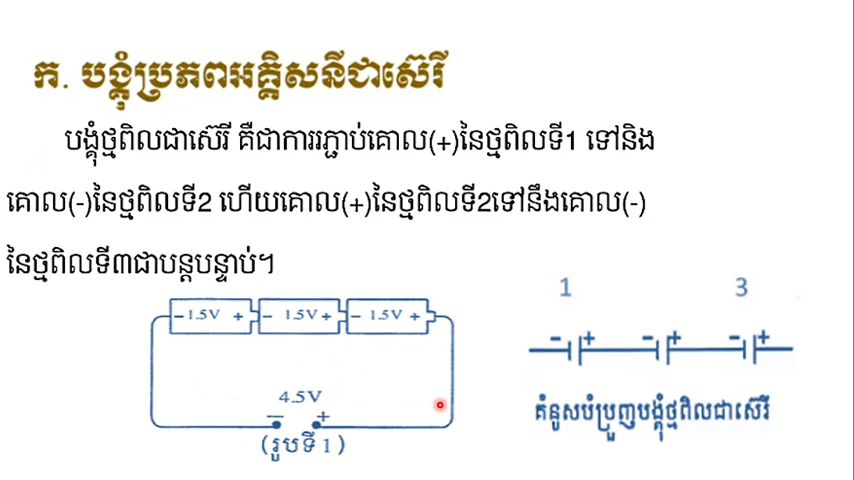 ក. បង្គុំប្រភពអគ្គិសនីជាស៊េរី
បង្គុំថ្មពិលជាស៊េរី គឺជាការរភ្ជាប់គោល(+)នៃថ្មពិលទី1 ទៅនិង
គោល(-)នៃថ្មពិលទី2 ហើយគោល(+)នៃថ្មពិលទី2ទៅនឹងគោល(-)
នៃថ្មពិលទី៣ជាបន្តបន្ទាប់។
1 3
− 1.5V + − 1.5V + − 1.5V +
− + − + − +
4.5V
− +
គំនូសបំប្រួញបង្គុំថ្មពិលជាស៊េរី
(រូបទី 1)